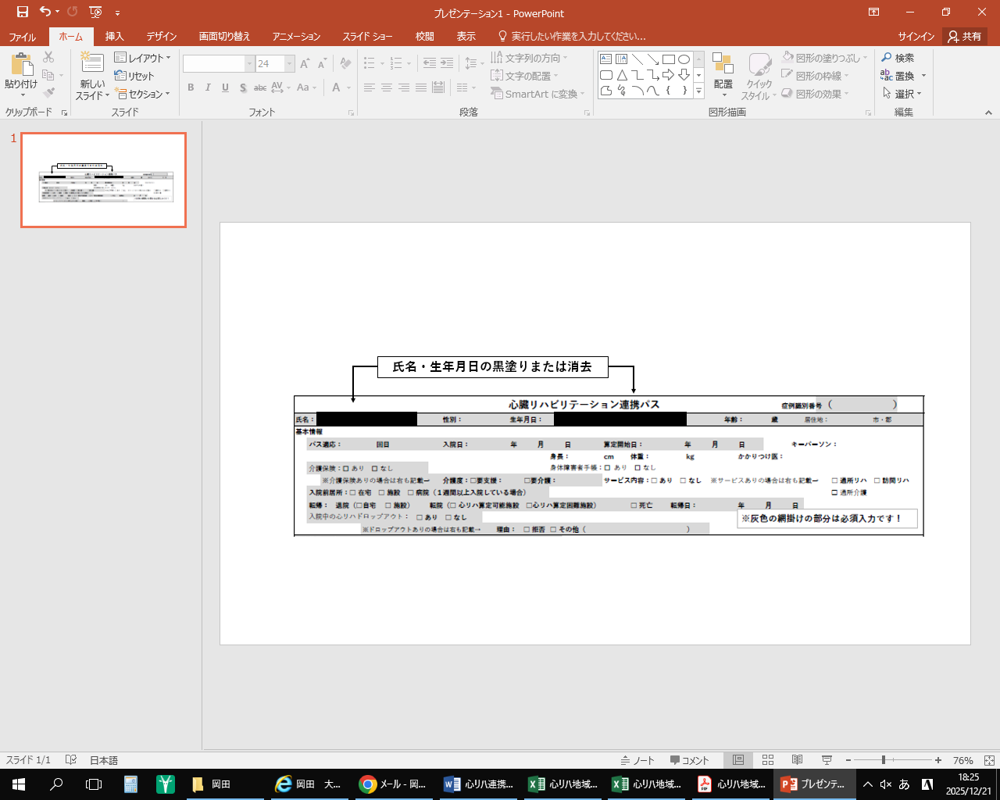 プレゼンテーション1 - PowerPoint
ファイル ホーム 挿入 デザイン 画面切り替え アニメーション スライド ショー 校閲 表示 実行したい作業を入力してください... サインイン 共有
貼り付け 新しいスライド レイアウト リセット セクション 24 文字列の方向 文字の配置 SmartArt に変換 配置 クイックスタイル 図形の塗りつぶし 図形の枠線 図形の効果 検索 置換 選択
クリップボード スライド フォント 段落 図形描画 編集
1
氏名・生年月日の黒塗りまたは消去
心臓リハビリテーション連携パス 症例識別番号 ( )
氏名： 性別： 生年月日： 年齢： 歳 居住地： 市・郡
基本情報
パス適応： 回目 入院日： 年 月 日 算定開始日： 年 月 日 キーパーソン：
身長： cm 体重： kg かかりつけ医：
介護保険：□ あり □ なし 身体障害者手帳：□ あり □ なし
※介護保険ありの場合は右も記載→ 介護度：□要支援： □要介護： サービス内容：□ あり □ なし ※サービスありの場合は右も記載→ □ 通所リハ □ 訪問リハ
入院前居所：□ 在宅 □ 施設 □ 病院（１週間以上入院している場合） □ 通所介護
転帰： 退院（□自宅 □ 施設） 転院（□ 心リハ算定可能施設 □心リハ算定困難施設） □ 死亡 転帰日： 年 月 日
入院中の心リハドロップアウト： □ あり □ なし ※灰色の網掛けの部分は必須入力です！
※ドロップアウトありの場合は右も記載→ 理由： □ 拒否 □ その他（ ）
スライド 1/1 日本語 ノート コメント 76%
岡田 岡田 大... メール - 岡... 心リハ連携... 心リハ地域... 心リハ地域... 心リハ地域... プレゼンテ... あ A 18:25
2025/12/21